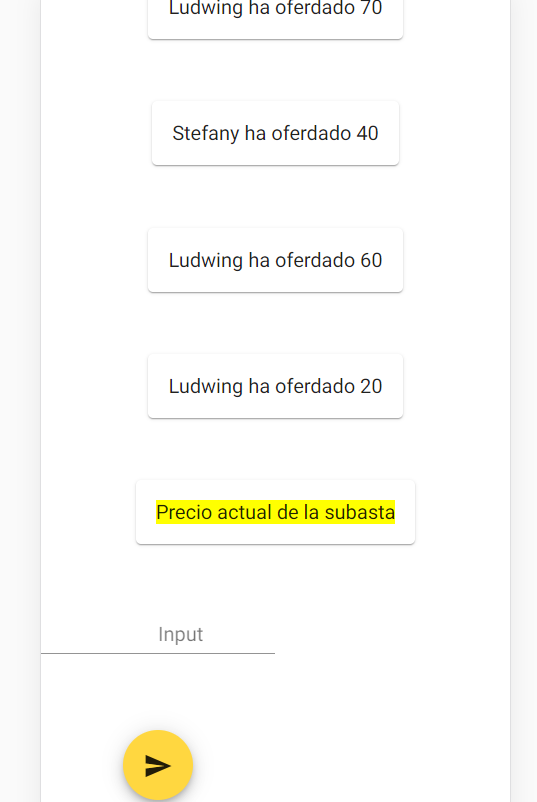 Ludwing ha oferdado 70
Stefany ha oferdado 40
Ludwing ha oferdado 60
Ludwing ha oferdado 20
Precio actual de la subasta
Input